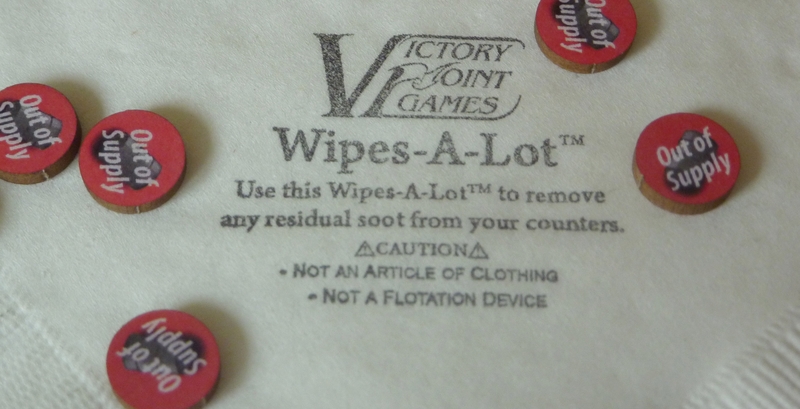 VICTORY
POINT
GAMES
Wipes-A-Lot™
Use this Wipes-A-Lot™ to remove
any residual soot from your counters.
⚠CAUTION⚠
• NOT AN ARTICLE OF CLOTHING
• NOT A FLOTATION DEVICE
Out of
Supply
Out of
Supply
Out of
Supply
Out of
Supply
Out of
Supply